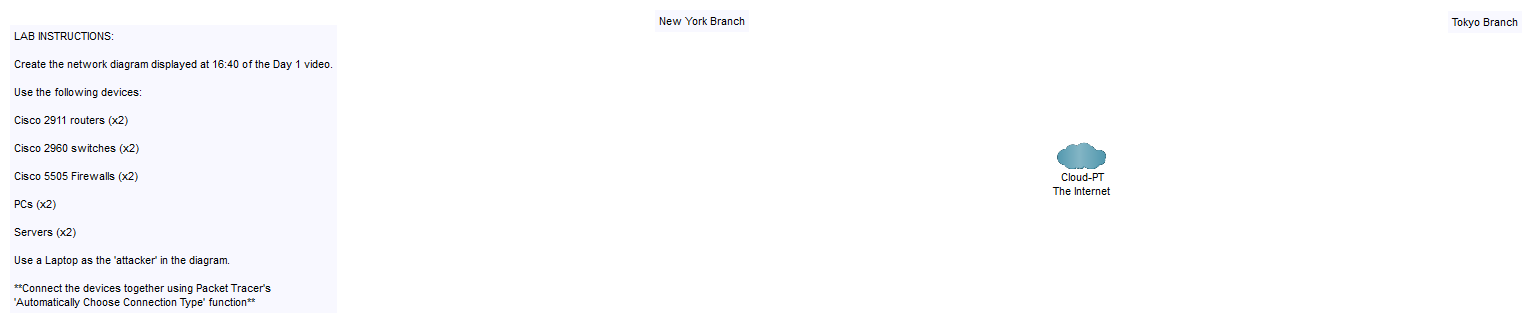 New York Branch
Tokyo Branch
LAB INSTRUCTIONS:
Create the network diagram displayed at 16:40 of the Day 1 video.
Use the following devices:
Cisco 2911 routers (x2)
Cisco 2960 switches (x2)
Cisco 5505 Firewalls (x2)
PCs (x2)
Servers (x2)
Use a Laptop as the 'attacker' in the diagram.
**Connect the devices together using Packet Tracer's
'Automatically Choose Connection Type' function**
Cloud-PT
The Internet